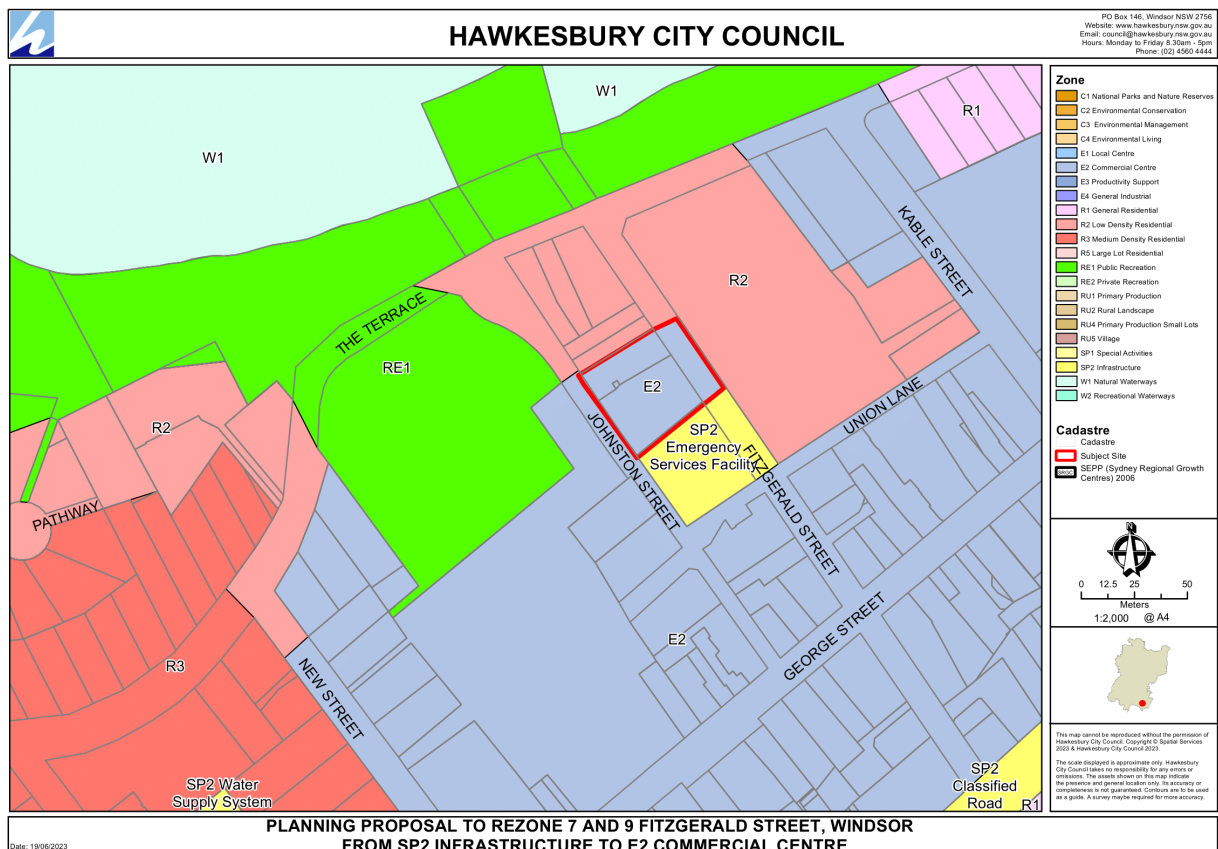 HAWKESBURY CITY COUNCIL
PO Box 146, Windsor NSW 2756
Website: www.hawkesbury.nsw.gov.au
Email: council@hawkesbury.nsw.gov.au
Hours: Monday to Friday 8.30am - 5pm
Phone: (02) 4560 4444
W1
W1
R1
KABLE STREET
R2
THE TERRACE
RE1
E2
UNION LANE
SP2
Emergency
Services Facility
JOHNSTON STREET
FITZGERALD STREET
R2
PATHWAY
GEORGE STREET
E2
R3
NEW STREET
SP2 Water
Supply System
SP2
Classified
Road
R1
Zone
C1 National Parks and Nature Reserves
C2 Environmental Conservation
C3 Environmental Management
C4 Environmental Living
E1 Local Centre
E2 Commercial Centre
E3 Productivity Support
E4 General Industrial
R1 General Residential
R2 Low Density Residential
R3 Medium Density Residential
R5 Large Lot Residential
RE1 Public Recreation
RE2 Private Recreation
RU1 Primary Production
RU2 Rural Landscape
RU4 Primary Production Small Lots
RU5 Village
SP1 Special Activities
SP2 Infrastructure
W1 Natural Waterways
W2 Recreational Waterways
Cadastre
Cadastre
Subject Site
SEPP (Sydney Regional Growth
Centres) 2006
N
0 12.5 25 50
Meters
1:2,000 @ A4
This map cannot be reproduced without the permission of
Hawkesbury City Council. Copyright © Spatial Services
2023 & Hawkesbury City Council 2023.
The scale displayed is approximate only. Hawkesbury
City Council takes no responsibility for any errors or
omissions. The assets shown on this map indicate
the presence and general location only. Its accuracy or
completeness is not guaranteed. Contours are to be used
as a guide. A survey maybe required for more accuracy.
PLANNING PROPOSAL TO REZONE 7 AND 9 FITZGERALD STREET, WINDSOR
FROM SP2 INFRASTRUCTURE TO E2 COMMERCIAL CENTRE
Date: 19/06/2023